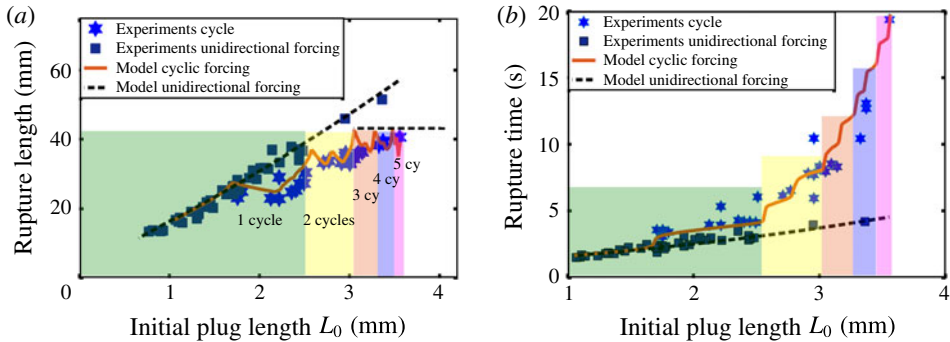 (a)
Experiments cycle
Experiments unidirectional forcing
Model cyclic forcing
Model unidirectional forcing
Rupture length (mm)
60
40
20
0
1
2
3
4
1 cycle
2 cycles
3 cy
4 cy
5 cy
Initial plug length L0 (mm)
(b)
Experiments cycle
Experiments unidirectional forcing
Model cyclic forcing
Model unidirectional forcing
Rupture time (s)
20
15
10
5
0
1
2
3
4
Initial plug length L0 (mm)